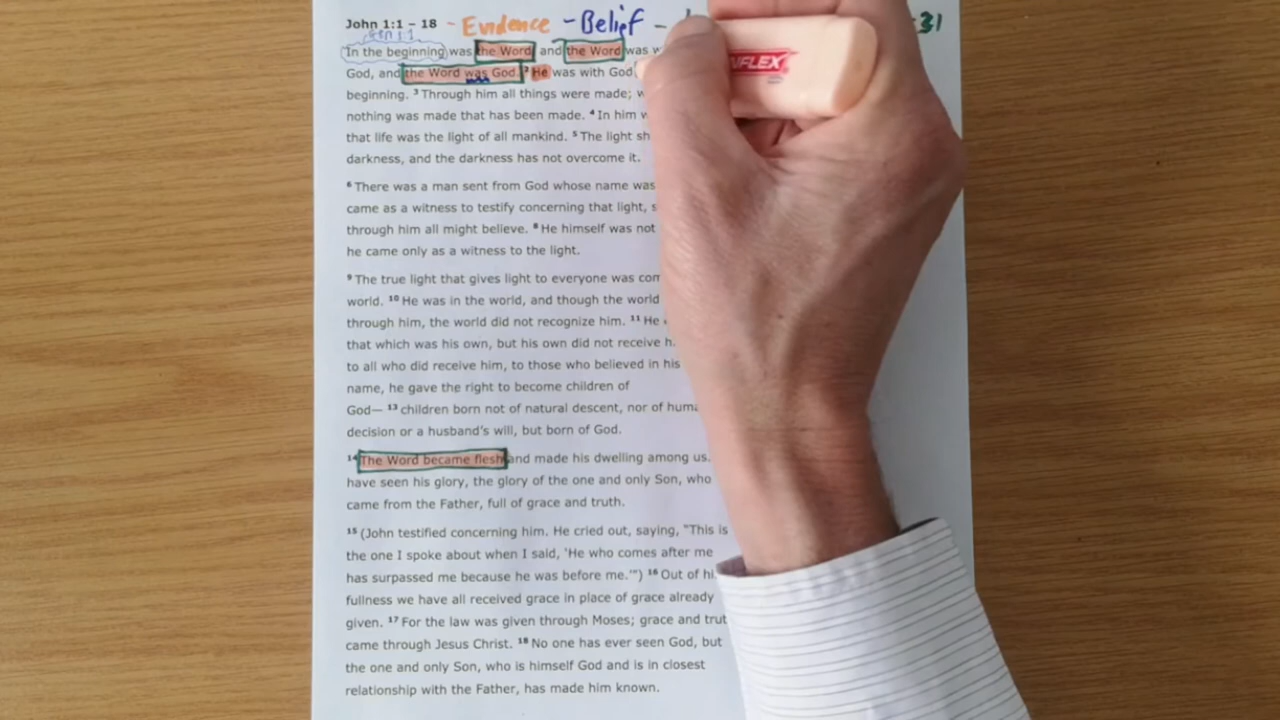 John 1:1 – 18 - Evidence - Belief - 31
Gen 1:1
In the beginning was the Word, and the Word was w
God, and the Word was God. ² He was with God
beginning. ³ Through him all things were made; w
nothing was made that has been made. ⁴ In him w
that life was the light of all mankind. ⁵ The light sh
darkness, and the darkness has not overcome it.
⁶ There was a man sent from God whose name was
came as a witness to testify concerning that light, s
through him all might believe. ⁸ He himself was not
he came only as a witness to the light.
⁹ The true light that gives light to everyone was com
world. ¹⁰ He was in the world, and though the world
through him, the world did not recognize him. ¹¹ He
that which was his own, but his own did not receive h
to all who did receive him, to those who believed in his
name, he gave the right to become children of
God— ¹³ children born not of natural descent, nor of huma
decision or a husband’s will, but born of God.
¹⁴ The Word became flesh and made his dwelling among us.
have seen his glory, the glory of the one and only Son, who
came from the Father, full of grace and truth.
¹⁵ (John testified concerning him. He cried out, saying, “This is
the one I spoke about when I said, ‘He who comes after me
has surpassed me because he was before me.’”) ¹⁶ Out of hi
fullness we have all received grace in place of grace already
given. ¹⁷ For the law was given through Moses; grace and trut
came through Jesus Christ. ¹⁸ No one has ever seen God, but
the one and only Son, who is himself God and is in closest
relationship with the Father, has made him known.
NFLEX